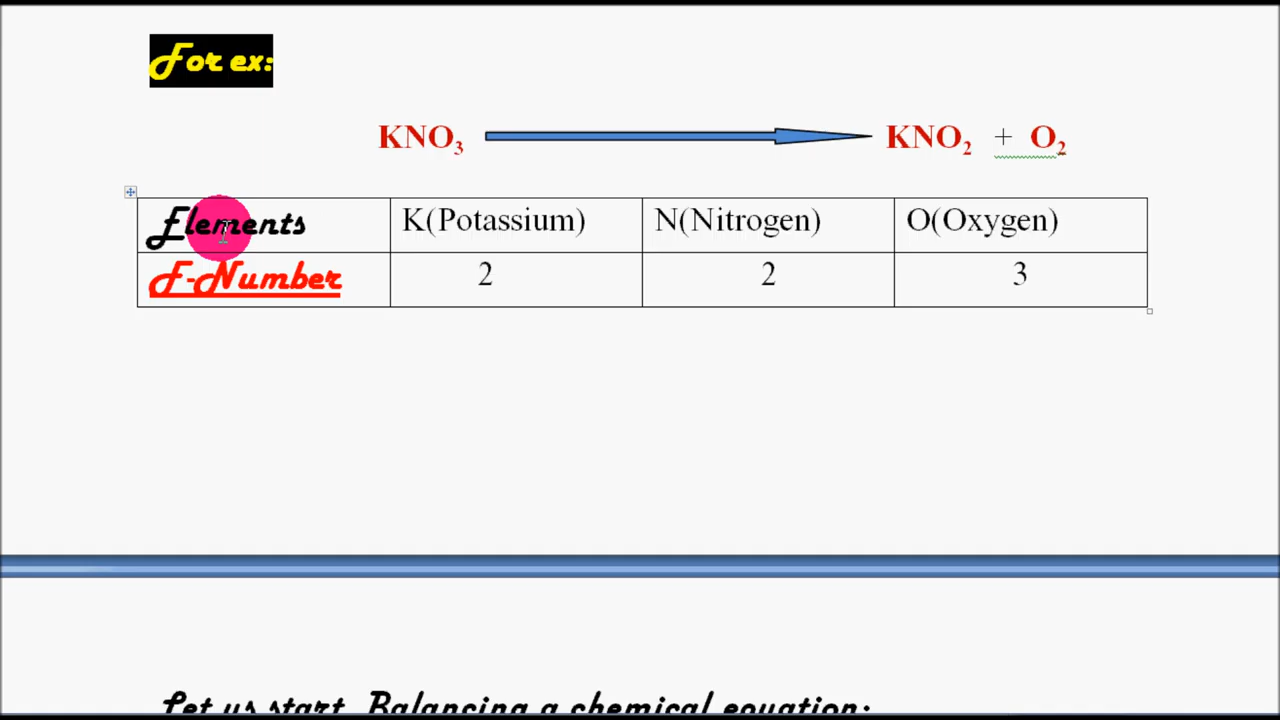 For ex:
KNO₃ KNO₂ + O₂
Elements K(Potassium) N(Nitrogen) O(Oxygen)
F-Number 2 2 3
Let us start Balancing a chemical equation: